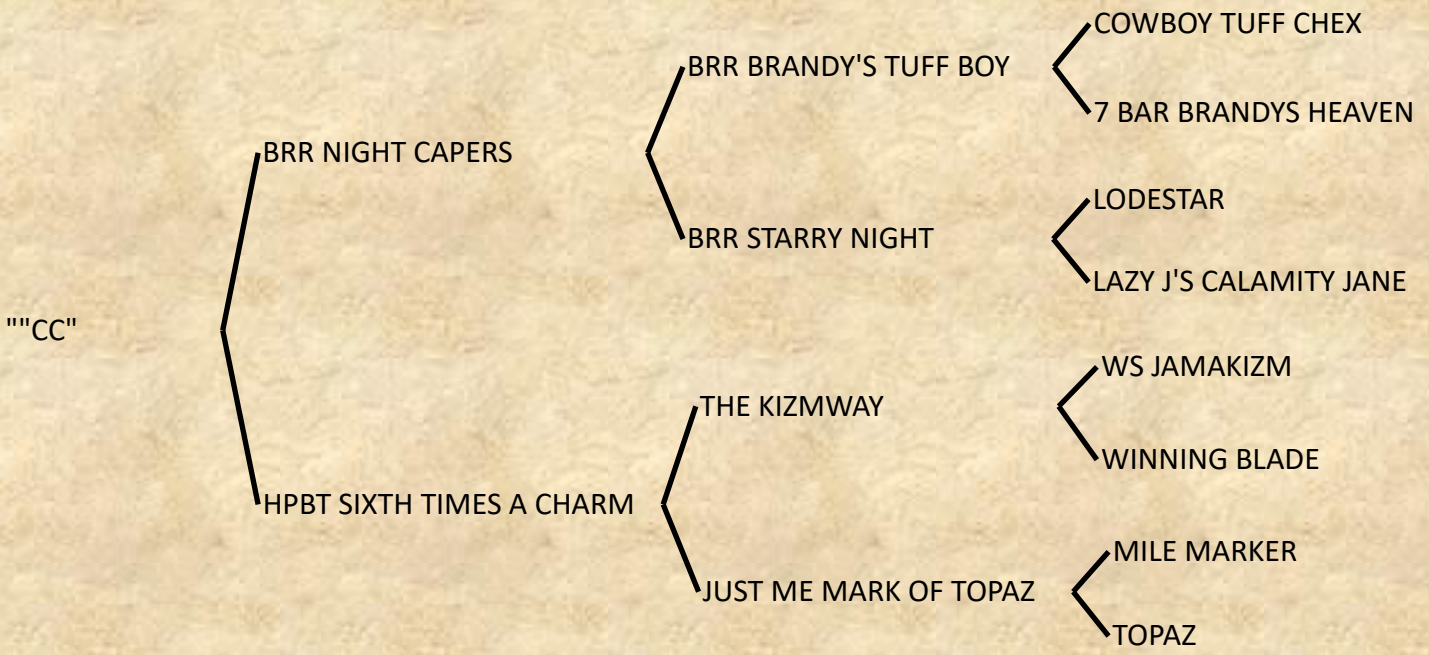 COWBOY TUFF CHEX
BRR BRANDY'S TUFF BOY
7 BAR BRANDYS HEAVEN
BRR NIGHT CAPERS
LODESTAR
BRR STARRY NIGHT
LAZY J'S CALAMITY JANE
""CC"
WS JAMAKIZM
THE KIZMWAY
WINNING BLADE
HPBT SIXTH TIMES A CHARM
MILE MARKER
JUST ME MARK OF TOPAZ
TOPAZ